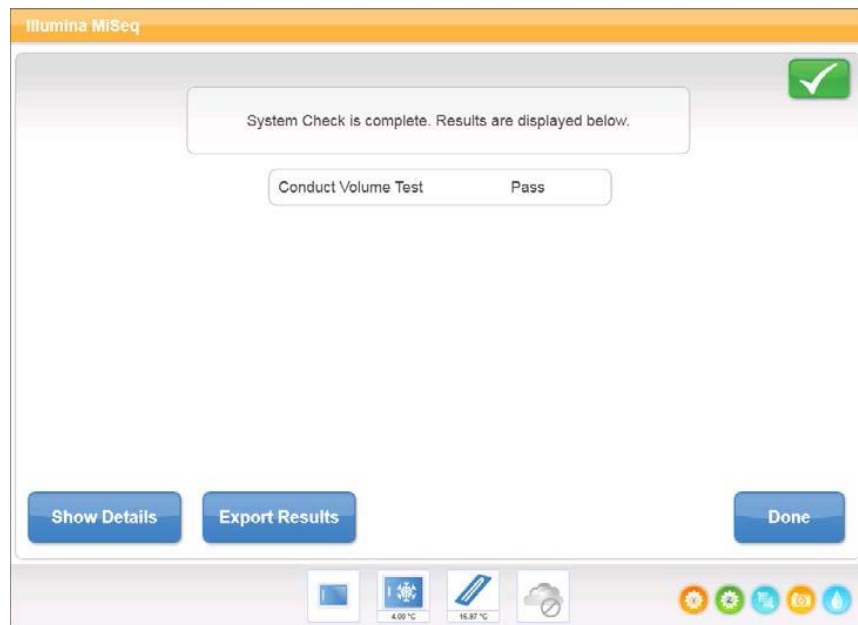 Illumina MiSeq
System Check is complete. Results are displayed below.
Conduct Volume Test Pass
Show Details
Export Results
Done
4.00 °C
16.97 °C